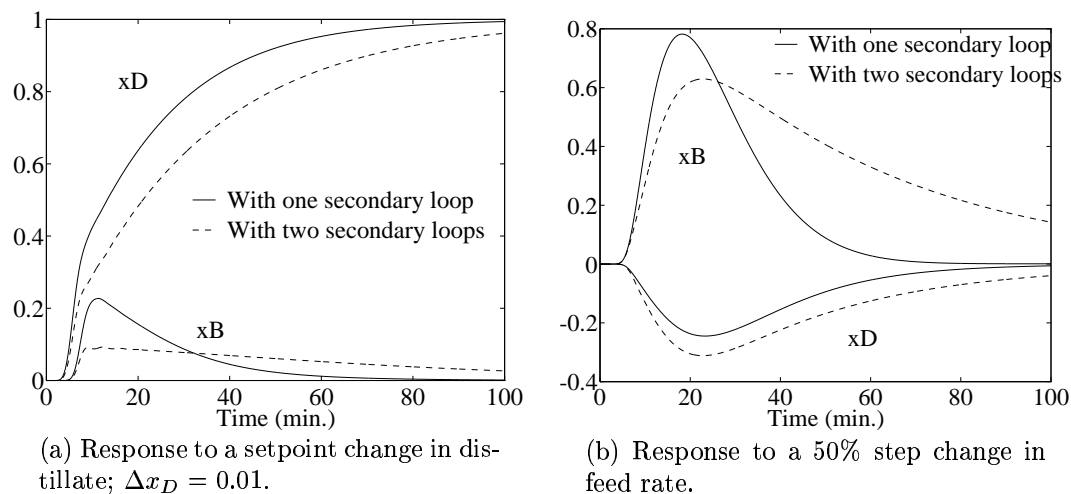 1
0.8
0.6
0.4
0.2
0
0 20 40 60 80 100
Time (min.)
xD
With one secondary loop
With two secondary loops
xB
(a) Response to a setpoint change in dis-
tillate; Δx_D = 0.01.
0.8
0.6
0.4
0.2
0
-0.2
-0.4
0 20 40 60 80 100
Time (min.)
With one secondary loop
With two secondary loops
xB
xD
(b) Response to a 50% step change in
feed rate.